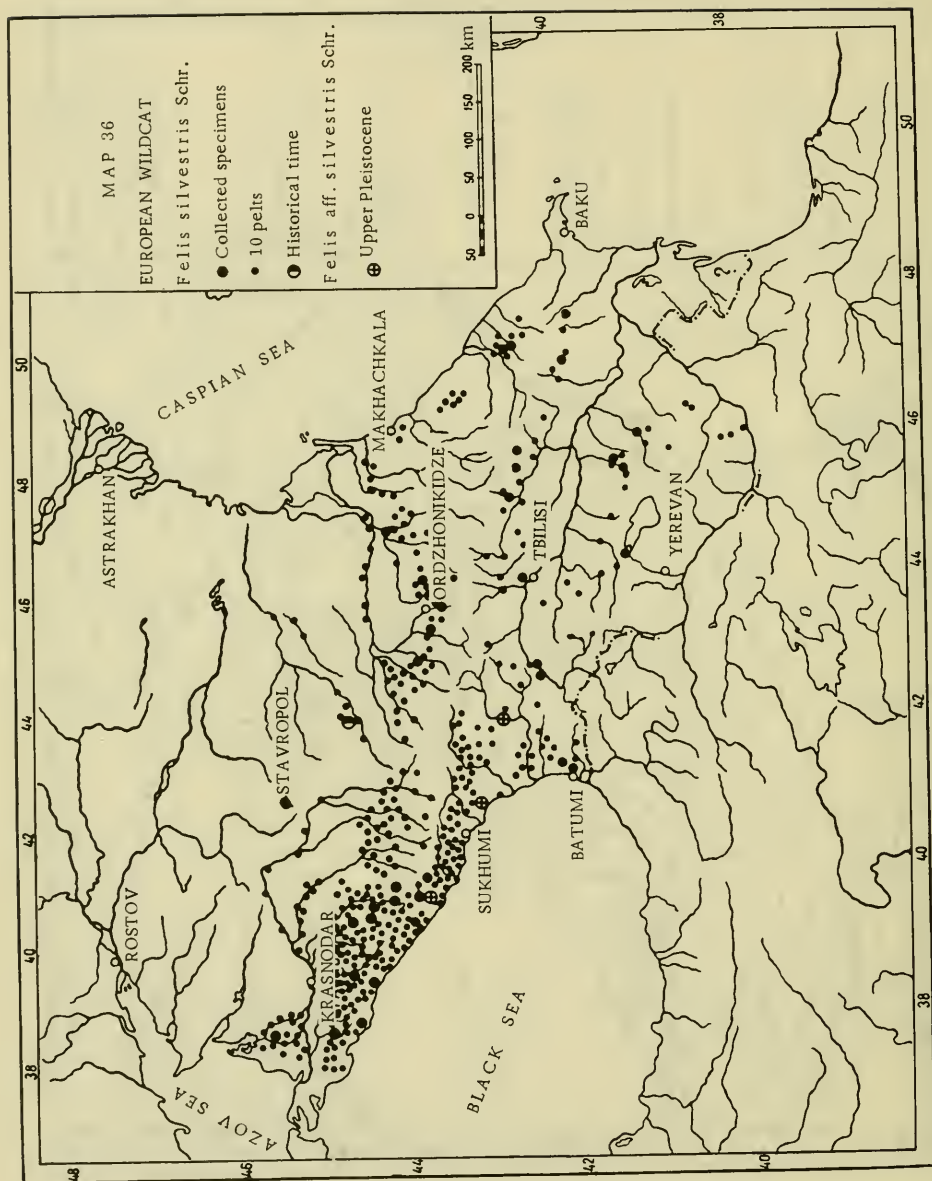 MAP 36
EUROPEAN WILDCAT
Felis silvestris Schr.
Collected specimens
10 pelts
Historical time
Felis aff. silvestris Schr.
Upper Pleistocene
50 0 50 100 150 200 km
48
46
44
42
40
38
38
40
42
44
46
48
50
38
40
42
44
46
48
50
40
38
ASTRAKHAN
CASPIAN SEA
ROSTOV
AZOV SEA
STAVROPOL
KRASNODAR
MAKHACHKALA
ORDZHONIKIDZE
SUKHUMI
BLACK SEA
TBILISI
BATUMI
YEREVAN
BAKU
?